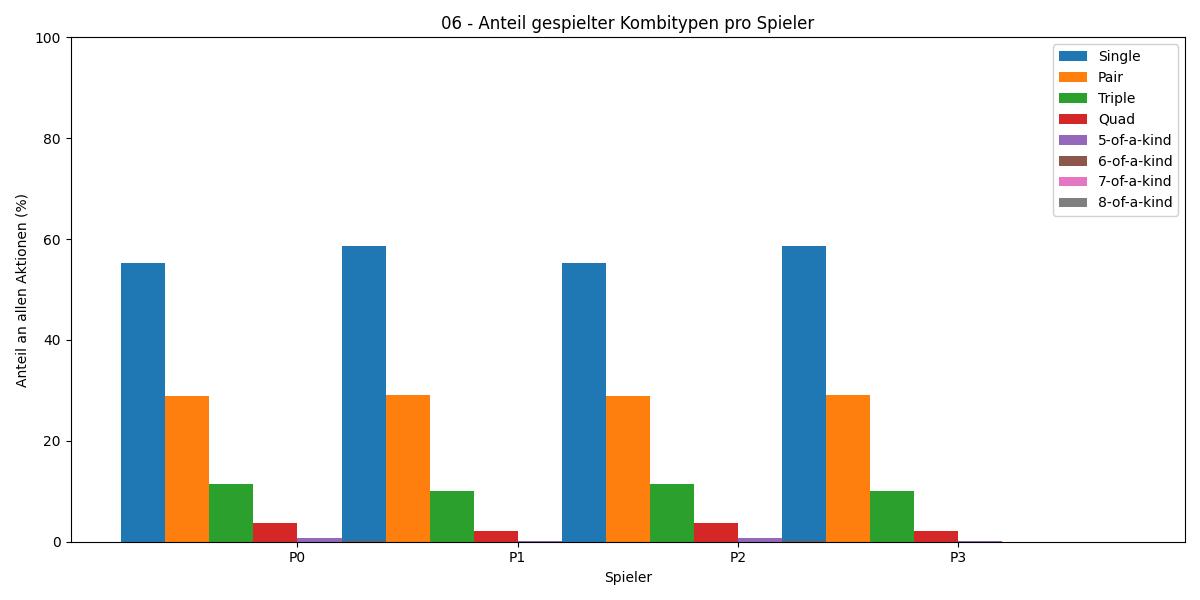 06 - Anteil gespielter Kombitypen pro Spieler
Anteil an allen Aktionen (%)
100
80
60
40
20
0
Single
Pair
Triple
Quad
5-of-a-kind
6-of-a-kind
7-of-a-kind
8-of-a-kind
P0 P1 P2 P3
Spieler